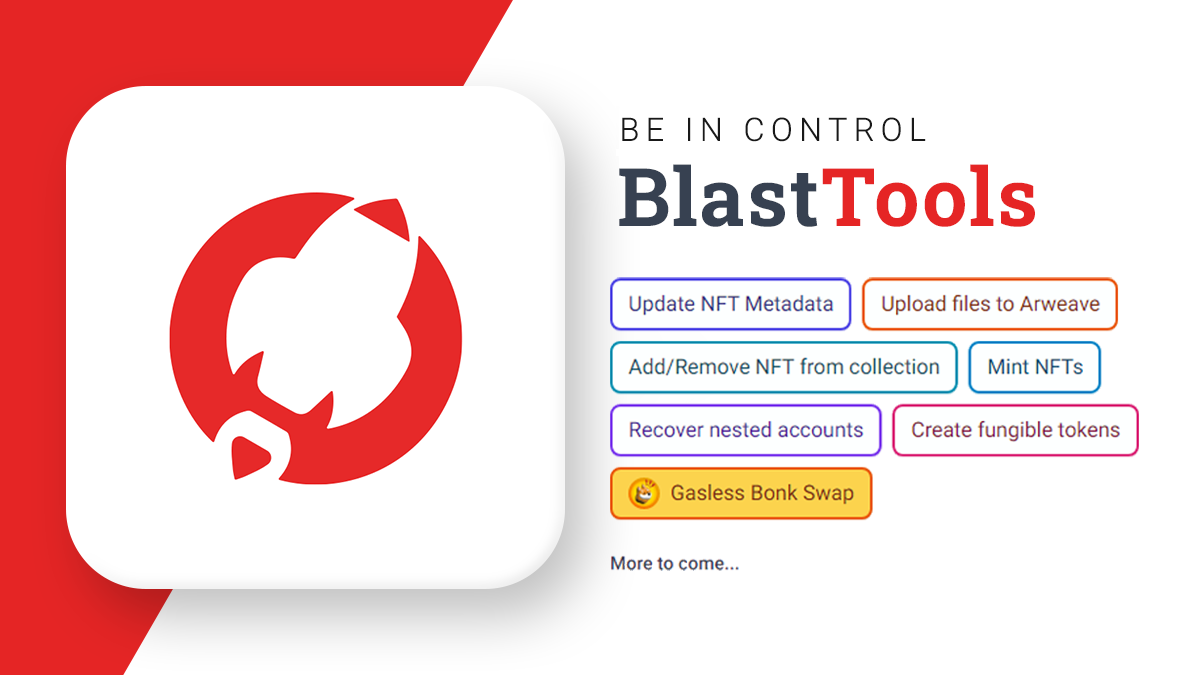 BE IN CONTROL
BlastTools
Update NFT Metadata
Upload files to Arweave
Add/Remove NFT from collection
Mint NFTs
Recover nested accounts
Create fungible tokens
Gasless Bonk Swap
More to come...